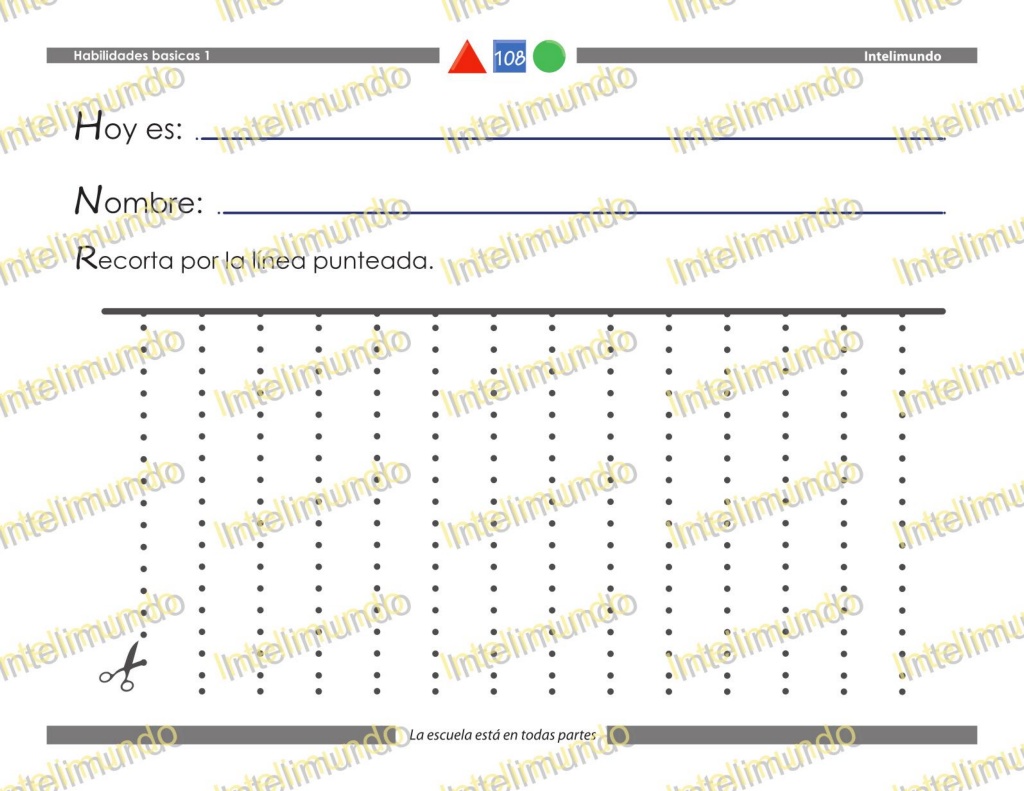 Habilidades basicas 1 108 Intelimundo
Hoy es:
Nombre:
Recorta por la línea punteada.
La escuela está en todas partes
Intelimundo